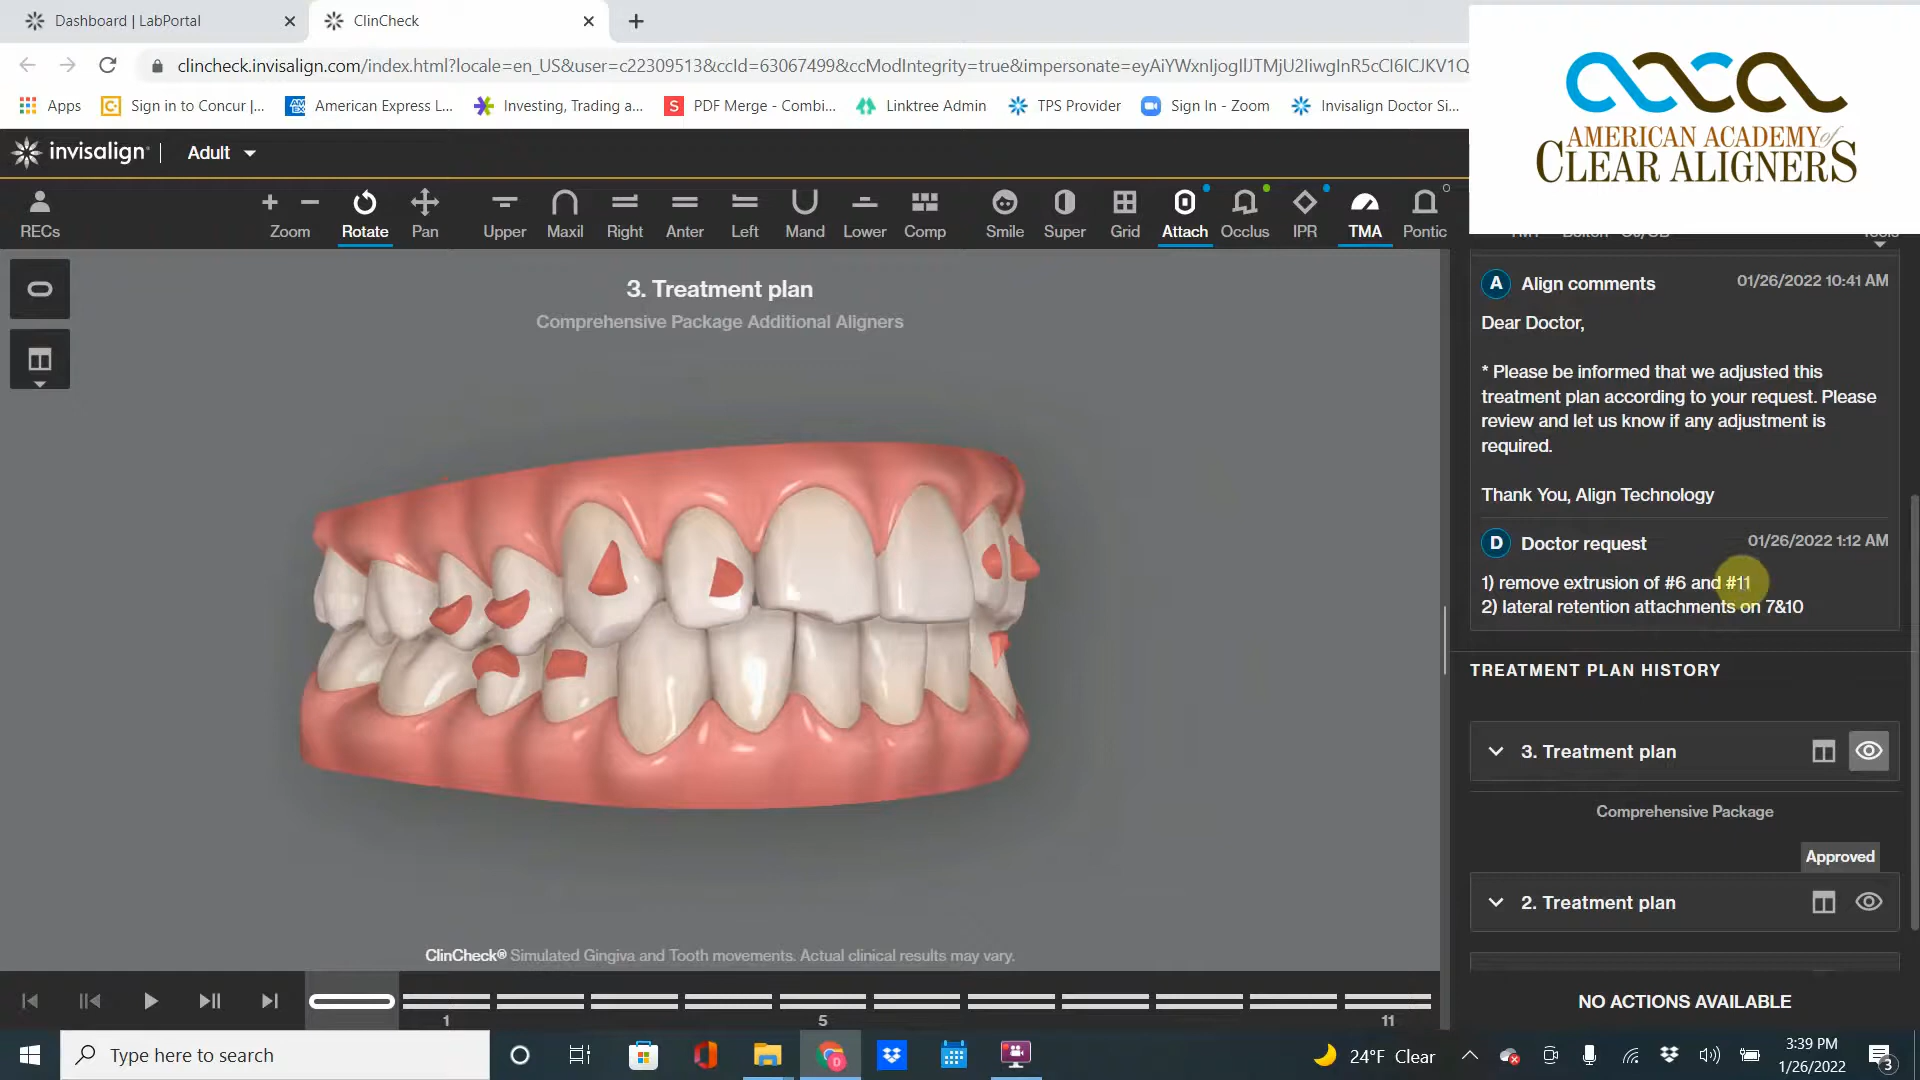 Dashboard | LabPortal
ClinCheck
clincheck.invisalign.com/index.html?locale=en_US&user=c22309513&ccId=63067499&ccModIntegrity=true&impersonate=eyAiYWxnIjogIlJTMjU2IiwgInR5cCI6ICJKV1Q
Apps
Sign in to Concur |...
American Express L...
Investing, Trading a...
PDF Merge - Combi...
Linktree Admin
TPS Provider
Sign In - Zoom
Invisalign Doctor Si...
AMERICAN ACADEMY of
CLEAR ALIGNERS
invisalign
Adult
RECs
Zoom
Rotate
Pan
Upper
Maxil
Right
Anter
Left
Mand
Lower
Comp
Smile
Super
Grid
Attach
Occlus
IPR
TMA
Pontic
3. Treatment plan
Comprehensive Package Additional Aligners
A Align comments 01/26/2022 10:41 AM
Dear Doctor,
* Please be informed that we adjusted this
treatment plan according to your request. Please
review and let us know if any adjustment is
required.
Thank You, Align Technology
D Doctor request 01/26/2022 1:12 AM
1) remove extrusion of #6 and #11
2) lateral retention attachments on 7&10
TREATMENT PLAN HISTORY
3. Treatment plan
Comprehensive Package
Approved
2. Treatment plan
NO ACTIONS AVAILABLE
ClinCheck® Simulated Gingiva and Tooth movements. Actual clinical results may vary.
1
5
11
Type here to search
24°F Clear
3:39 PM
1/26/2022
3